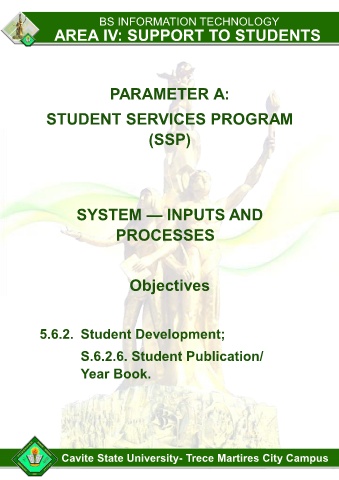 BS INFORMATION TECHNOLOGY
AREA IV: SUPPORT TO STUDENTS
PARAMETER A:
STUDENT SERVICES PROGRAM
(SSP)
SYSTEM — INPUTS AND
PROCESSES
Objectives
5.6.2. Student Development;
S.6.2.6. Student Publication/
Year Book.
Cavite State University- Trece Martires City Campus